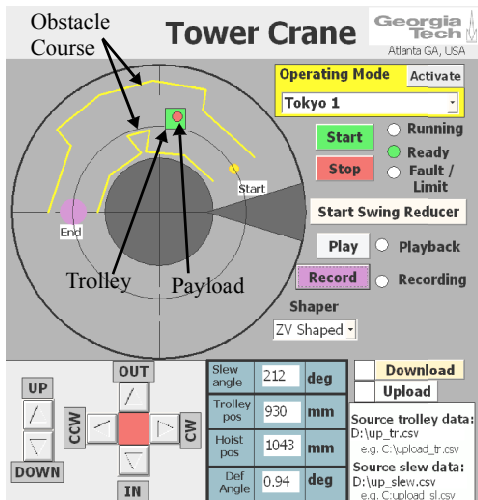 Obstacle
Course
Tower Crane
Georgia
Tech
Atlanta GA, USA
Operating Mode
Activate
Tokyo 1
Start
Running
Ready
Stop
Fault /
Limit
Start
End
Start Swing Reducer
Trolley
Payload
Play
Playback
Record
Recording
Shaper
ZV Shaped
OUT
UP
DOWN
CCW
CW
IN
Slew
angle
212
deg
Trolley
pos
930
mm
Hoist
pos
1043
mm
Def
Angle
0.94
deg
Download
Upload
Source trolley data:
D:\up_tr.csv
e.g. C:\upload_tr.csv
Source slew data:
D:\up_slew.csv
e.g. C:\upload_sl.csv